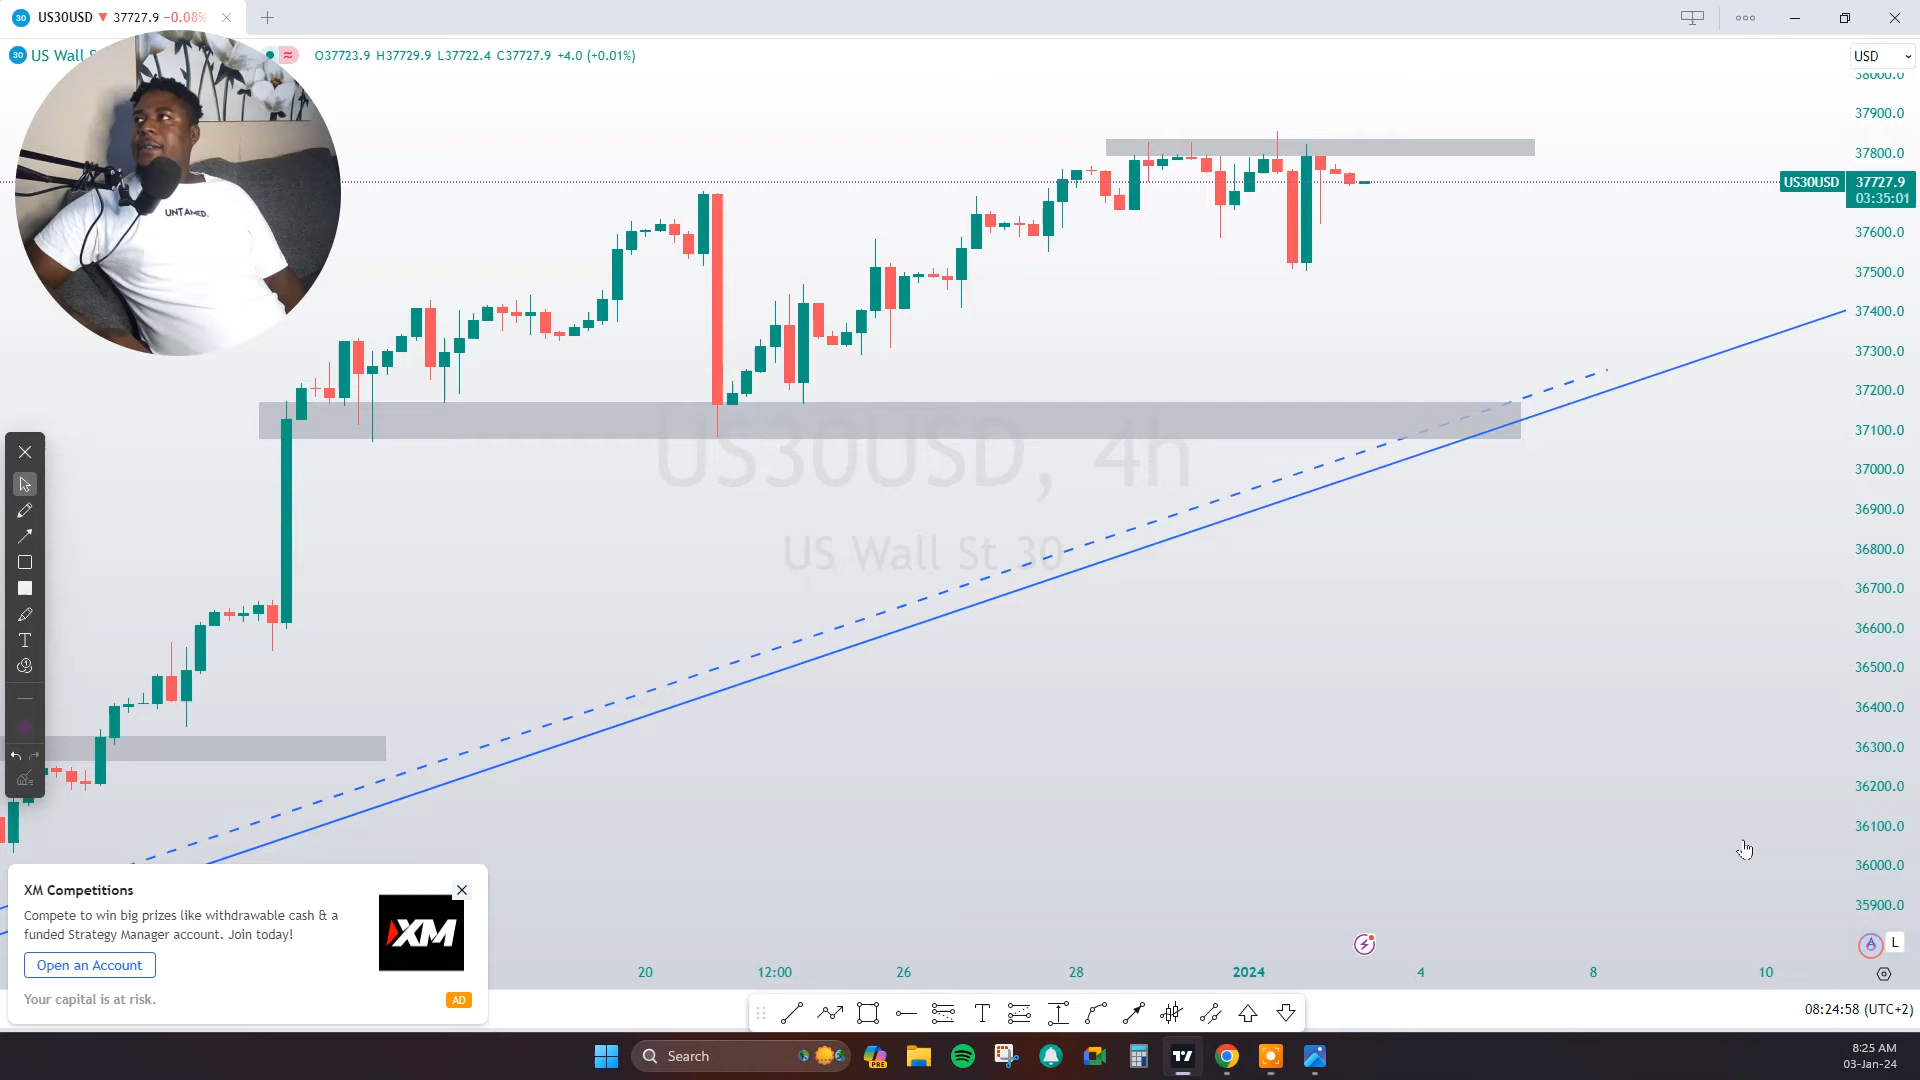 30 US30USD ▼ 37727.9 −0.08%
30 US Wall S
O37723.9 H37729.9 L37722.4 C37727.9 +4.0 (+0.01%)
USD
38000.0
37900.0
37800.0
US30USD 37727.9
03:35:01
37600.0
37500.0
37400.0
37300.0
37200.0
37100.0
37000.0
36900.0
36800.0
36700.0
36600.0
36500.0
36400.0
36300.0
36200.0
36100.0
36000.0
35900.0
UNTAMED.
US30USD, 4h
US Wall St 30
XM Competitions
Compete to win big prizes like withdrawable cash & a
funded Strategy Manager account. Join today!
Open an Account
Your capital is at risk.
AD
XM
L
20 12:00 26 28 2024 4 8 10
08:24:58 (UTC+2)
Search
PRE
8:25 AM
03-Jan-24